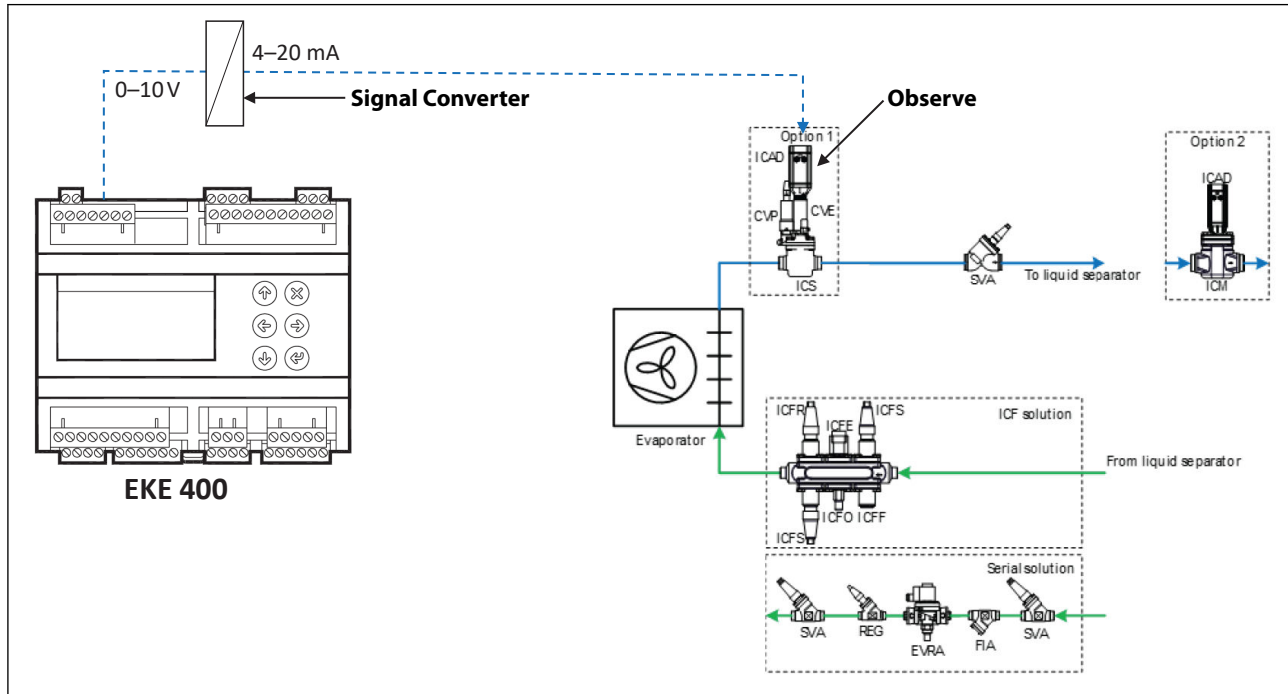 4–20 mA
0–10 V
Signal Converter
Observe
Option 1
ICAD
CVP
CVE
ICS
SVA
To liquid separator
Option 2
ICAD
ICM
EKE 400
Evaporator
ICF solution
ICFR
ICFS
ICFE
From liquid separator
ICFO
ICFF
ICFS
Serial solution
SVA
REG
EVRA
FIA
SVA